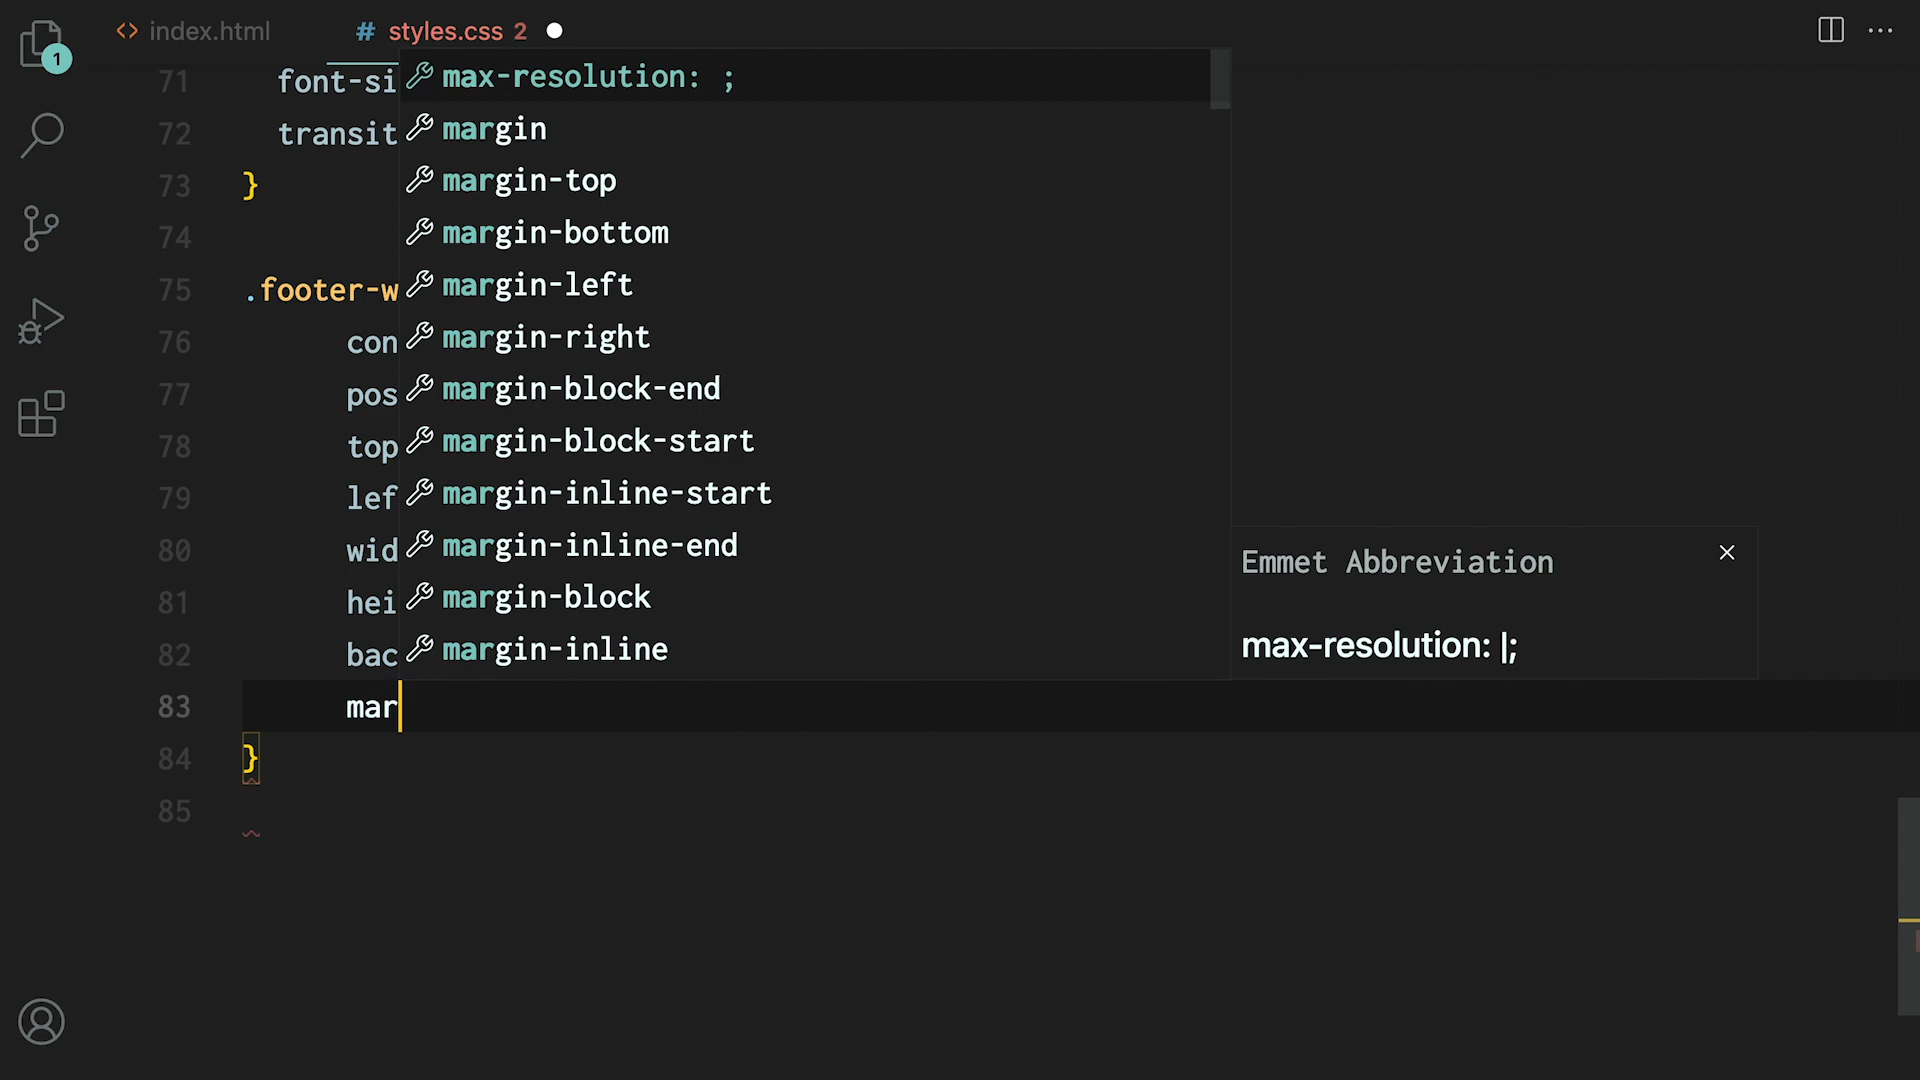 index.html
# styles.css 2
1
71 font-si
72 transit
73 }
74
75 .footer-w
76 con
77 pos
78 top
79 lef
80 wid
81 hei
82 bac
83 mar
84 }
85
max-resolution: ;
margin
margin-top
margin-bottom
margin-left
margin-right
margin-block-end
margin-block-start
margin-inline-start
margin-inline-end
margin-block
margin-inline
Emmet Abbreviation
max-resolution: |;